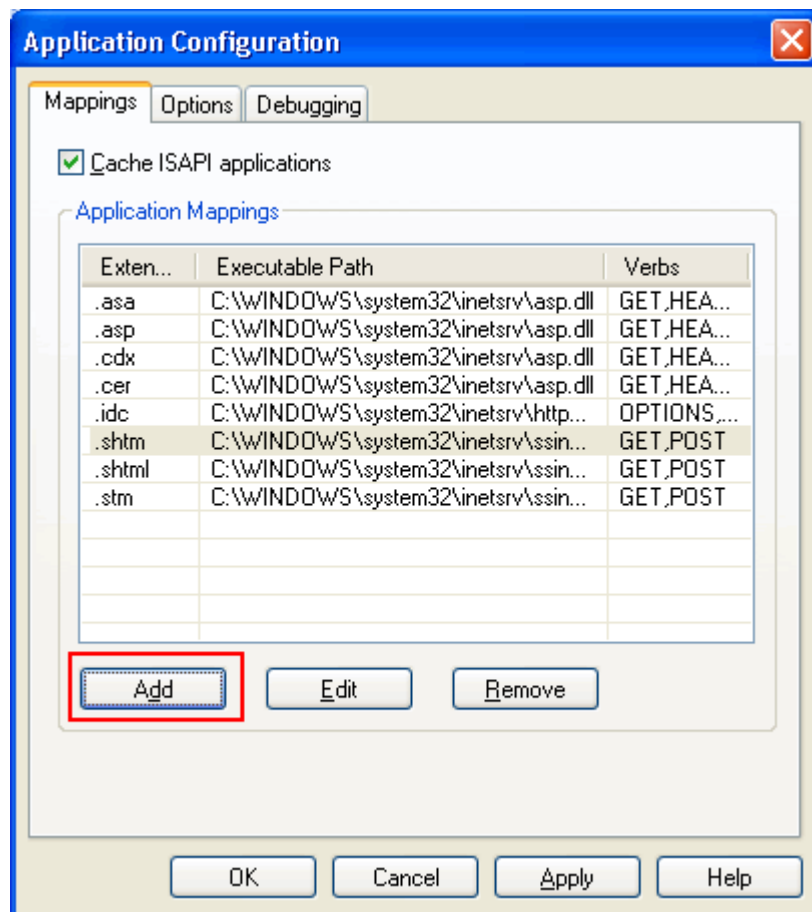 Application Configuration
Mappings Options Debugging
Cache ISAPI applications
Application Mappings
Exten... Executable Path Verbs
.asa C:\WINDOWS\system32\inetsrv\asp.dll GET,HEA...
.asp C:\WINDOWS\system32\inetsrv\asp.dll GET,HEA...
.cdx C:\WINDOWS\system32\inetsrv\asp.dll GET,HEA...
.cer C:\WINDOWS\system32\inetsrv\asp.dll GET,HEA...
.idc C:\WINDOWS\system32\inetsrv\http... OPTIONS,...
.shtm C:\WINDOWS\system32\inetsrv\ssin... GET,POST
.shtml C:\WINDOWS\system32\inetsrv\ssin... GET,POST
.stm C:\WINDOWS\system32\inetsrv\ssin... GET,POST
Add Edit Remove
OK Cancel Apply Help